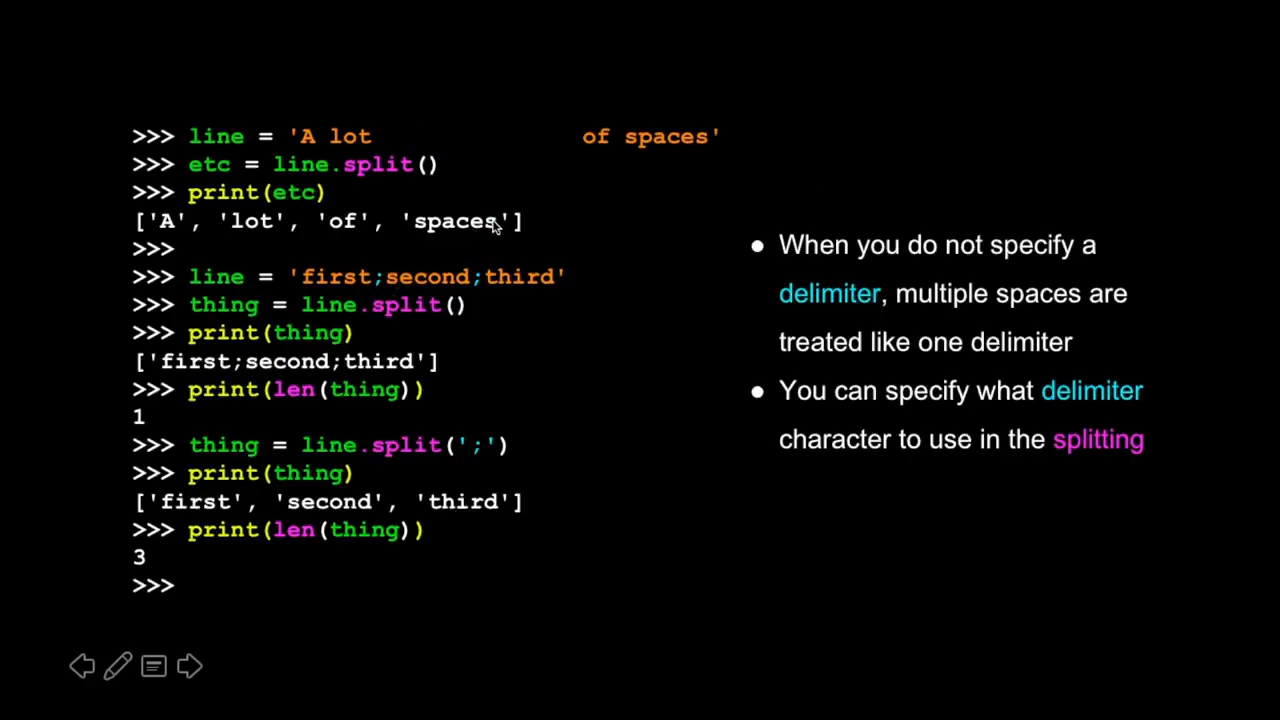 >>> line = 'A lot               of spaces'
>>> etc = line.split()
>>> print(etc)
['A', 'lot', 'of', 'spaces']
>>>
>>> line = 'first;second;third'
>>> thing = line.split()
>>> print(thing)
['first;second;third']
>>> print(len(thing))
1
>>> thing = line.split(';')
>>> print(thing)
['first', 'second', 'third']
>>> print(len(thing))
3
>>>
● When you do not specify a
delimiter, multiple spaces are
treated like one delimiter
● You can specify what delimiter
character to use in the splitting